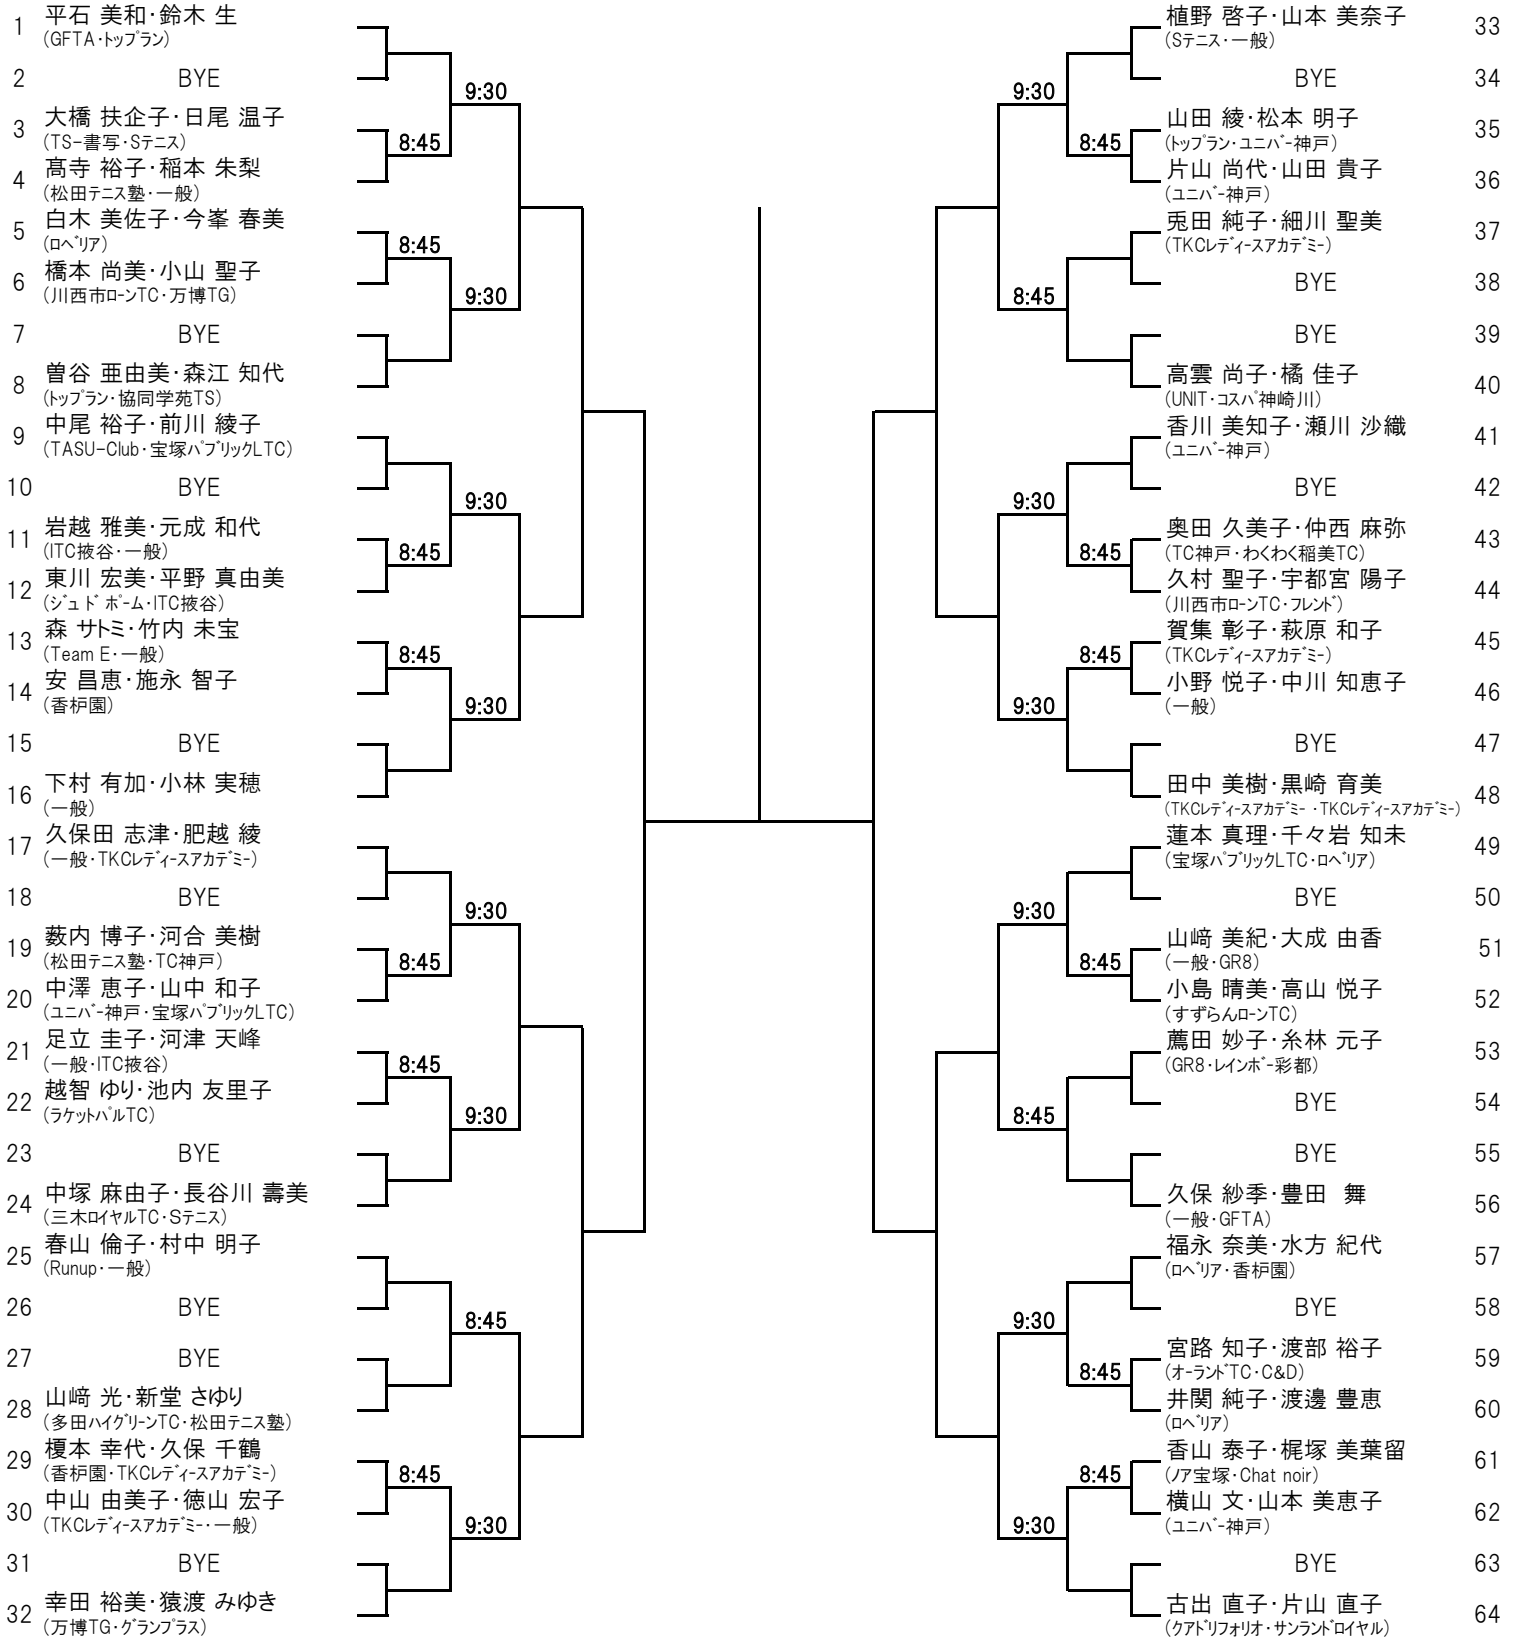 1 平石 美和・鈴木 生
(GFTA・トップラン)
2 BYE
3 大橋 扶企子・日尾 温子
(TS−書写・Sテニス)
4 髙寺 裕子・稲本 朱梨
(松田テニス塾・一般)
5 白木 美佐子・今峯 春美
(ロベリア)
6 橋本 尚美・小山 聖子
(川西市ローンTC・万博TG)
7 BYE
8 曽谷 亜由美・森江 知代
(トップラン・協同学苑TS)
9 中尾 裕子・前川 綾子
(TASU−Club・宝塚パブリックLTC)
10 BYE
11 岩越 雅美・元成 和代
(ITC掖谷・一般)
12 東川 宏美・平野 真由美
(ジュドポーム・ITC掖谷)
13 森 サトミ・竹内 未宝
(Team E・一般)
14 安 昌恵・施永 智子
(香枦園)
15 BYE
16 下村 有加・小林 実穂
(一般)
17 久保田 志津・肥越 綾
(一般・TKCレディースアカデミー)
18 BYE
19 薮内 博子・河合 美樹
(松田テニス塾・TC神戸)
20 中澤 恵子・山中 和子
(ユニバー神戸・宝塚パブリックLTC)
21 足立 圭子・河津 天峰
(一般・ITC掖谷)
22 越智 ゆり・池内 友里子
(ラケットパルTC)
23 BYE
24 中塚 麻由子・長谷川 壽美
(三木ロイヤルTC・Sテニス)
25 春山 倫子・村中 明子
(Runup・一般)
26 BYE
27 BYE
28 山﨑 光・新堂 さゆり
(多田ハイグリーンTC・松田テニス塾)
29 榎本 幸代・久保 千鶴
(香枦園・TKCレディースアカデミー)
30 中山 由美子・徳山 宏子
(TKCレディースアカデミー・一般)
31 BYE
32 幸田 裕美・猿渡 みゆき
(万博TG・グランプラス)
9:30
8:45
8:45
9:30
9:30
8:45
8:45
9:30
9:30
8:45
8:45
9:30
8:45
8:45
9:30
9:30
8:45
8:45
9:30
8:45
8:45
9:30
9:30
8:45
8:45
9:30
8:45
8:45
9:30
植野 啓子・山本 美奈子 33
(Sテニス・一般)
BYE 34
山田 綾・松本 明子 35
(トップラン・ユニバー神戸)
片山 尚代・山田 貴子 36
(ユニバー神戸)
兎田 純子・細川 聖美 37
(TKCレディースアカデミー)
BYE 38
BYE 39
高雲 尚子・橘 佳子 40
(UNIT・コスパ神崎川)
香川 美知子・瀬川 沙織 41
(ユニバー神戸)
BYE 42
奥田 久美子・仲西 麻弥 43
(TC神戸・わくわく稲美TC)
久村 聖子・宇都宮 陽子 44
(川西市ローンTC・フレンド)
賀集 彰子・萩原 和子 45
(TKCレディースアカデミー)
小野 悦子・中川 知恵子 46
(一般)
BYE 47
田中 美樹・黒崎 育美 48
(TKCレディースアカデミー ・TKCレディースアカデミー)
蓮本 真理・千々岩 知未 49
(宝塚パブリックLTC・ロベリア)
BYE 50
山﨑 美紀・大成 由香 51
(一般・GR8)
小島 晴美・高山 悦子 52
(すずらんローンTC)
薦田 妙子・糸林 元子 53
(GR8・レインボー彩都)
BYE 54
BYE 55
久保 紗季・豊田　舞 56
(一般・GFTA)
福永 奈美・水方 紀代 57
(ロベリア・香枦園)
BYE 58
宮路 知子・渡部 裕子 59
(オーランドTC・C&D)
井関 純子・渡邊 豊恵 60
(ロベリア)
香山 泰子・梶塚 美葉留 61
(ノア宝塚・Chat noir)
横山 文・山本 美恵子 62
(ユニバー神戸)
BYE 63
古出 直子・片山 直子 64
(クアドリフォリオ・サンランドロイヤル)